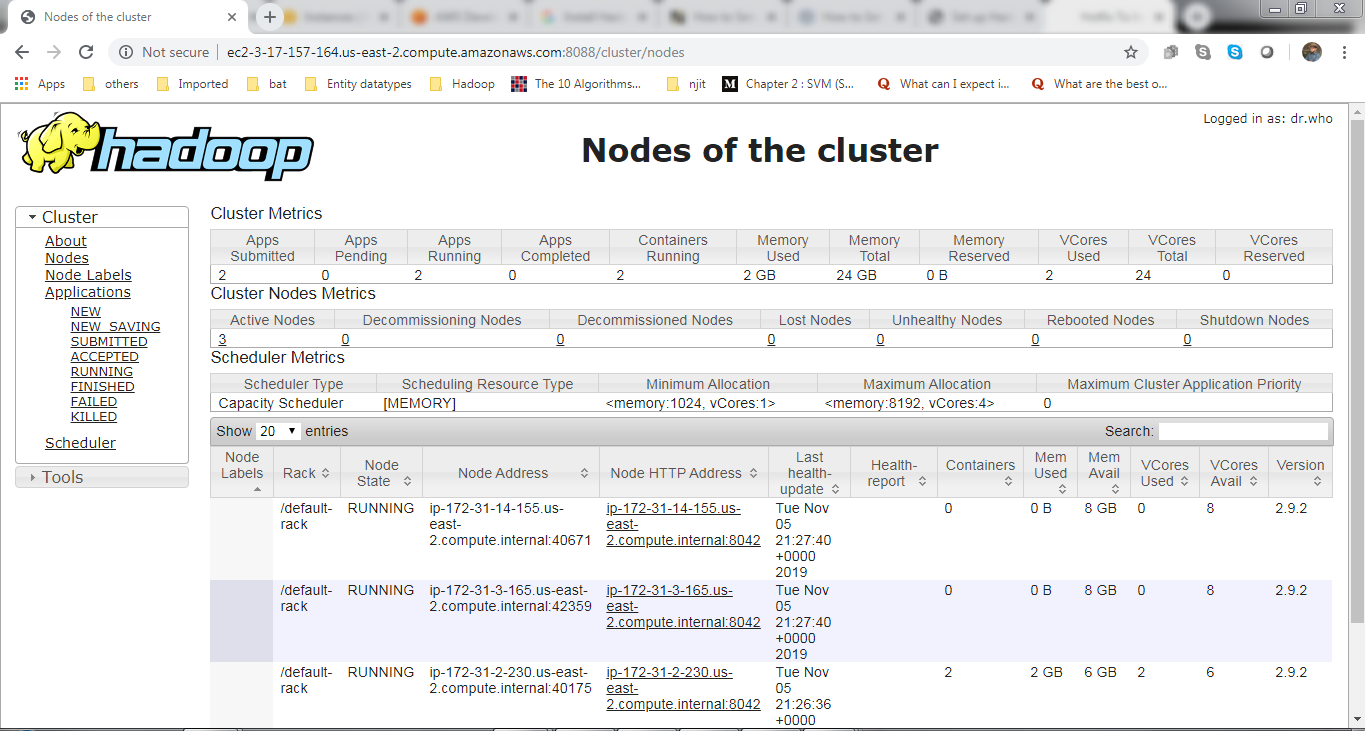 Nodes of the cluster
Not secure ec2-3-17-157-164.us-east-2.compute.amazonaws.com:8088/cluster/nodes
Apps others Imported bat Entity datatypes Hadoop The 10 Algorithms... njit M Chapter 2 : SVM (S... Q What can I expect i... Q What are the best o...
hadoop
Nodes of the cluster
Logged in as: dr.who
Cluster
About
Nodes
Node Labels
Applications
NEW
NEW_SAVING
SUBMITTED
ACCEPTED
RUNNING
FINISHED
FAILED
KILLED
Scheduler
Tools
Cluster Metrics
Apps Submitted Apps Pending Apps Running Apps Completed Containers Running Memory Used Memory Total Memory Reserved VCores Used VCores Total VCores Reserved
2 0 2 0 2 2 GB 24 GB 0 B 2 24 0
Cluster Nodes Metrics
Active Nodes Decommissioning Nodes Decommissioned Nodes Lost Nodes Unhealthy Nodes Rebooted Nodes Shutdown Nodes
3 0 0 0 0 0 0
Scheduler Metrics
Scheduler Type Scheduling Resource Type Minimum Allocation Maximum Allocation Maximum Cluster Application Priority
Capacity Scheduler [MEMORY] <memory:1024, vCores:1> <memory:8192, vCores:4> 0
Show 20 entries Search:
Node Labels Rack Node State Node Address Node HTTP Address Last health-update Health-report Containers Mem Used Mem Avail VCores Used VCores Avail Version
/default-rack RUNNING ip-172-31-14-155.us-east-2.compute.internal:40671 ip-172-31-14-155.us-east-2.compute.internal:8042 Tue Nov 05 21:27:40 +0000 2019 0 0 B 8 GB 0 8 2.9.2
/default-rack RUNNING ip-172-31-3-165.us-east-2.compute.internal:42359 ip-172-31-3-165.us-east-2.compute.internal:8042 Tue Nov 05 21:27:40 +0000 2019 0 0 B 8 GB 0 8 2.9.2
/default-rack RUNNING ip-172-31-2-230.us-east-2.compute.internal:40175 ip-172-31-2-230.us-east-2.compute.internal:8042 Tue Nov 05 21:26:36 +0000 2 2 GB 6 GB 2 6 2.9.2